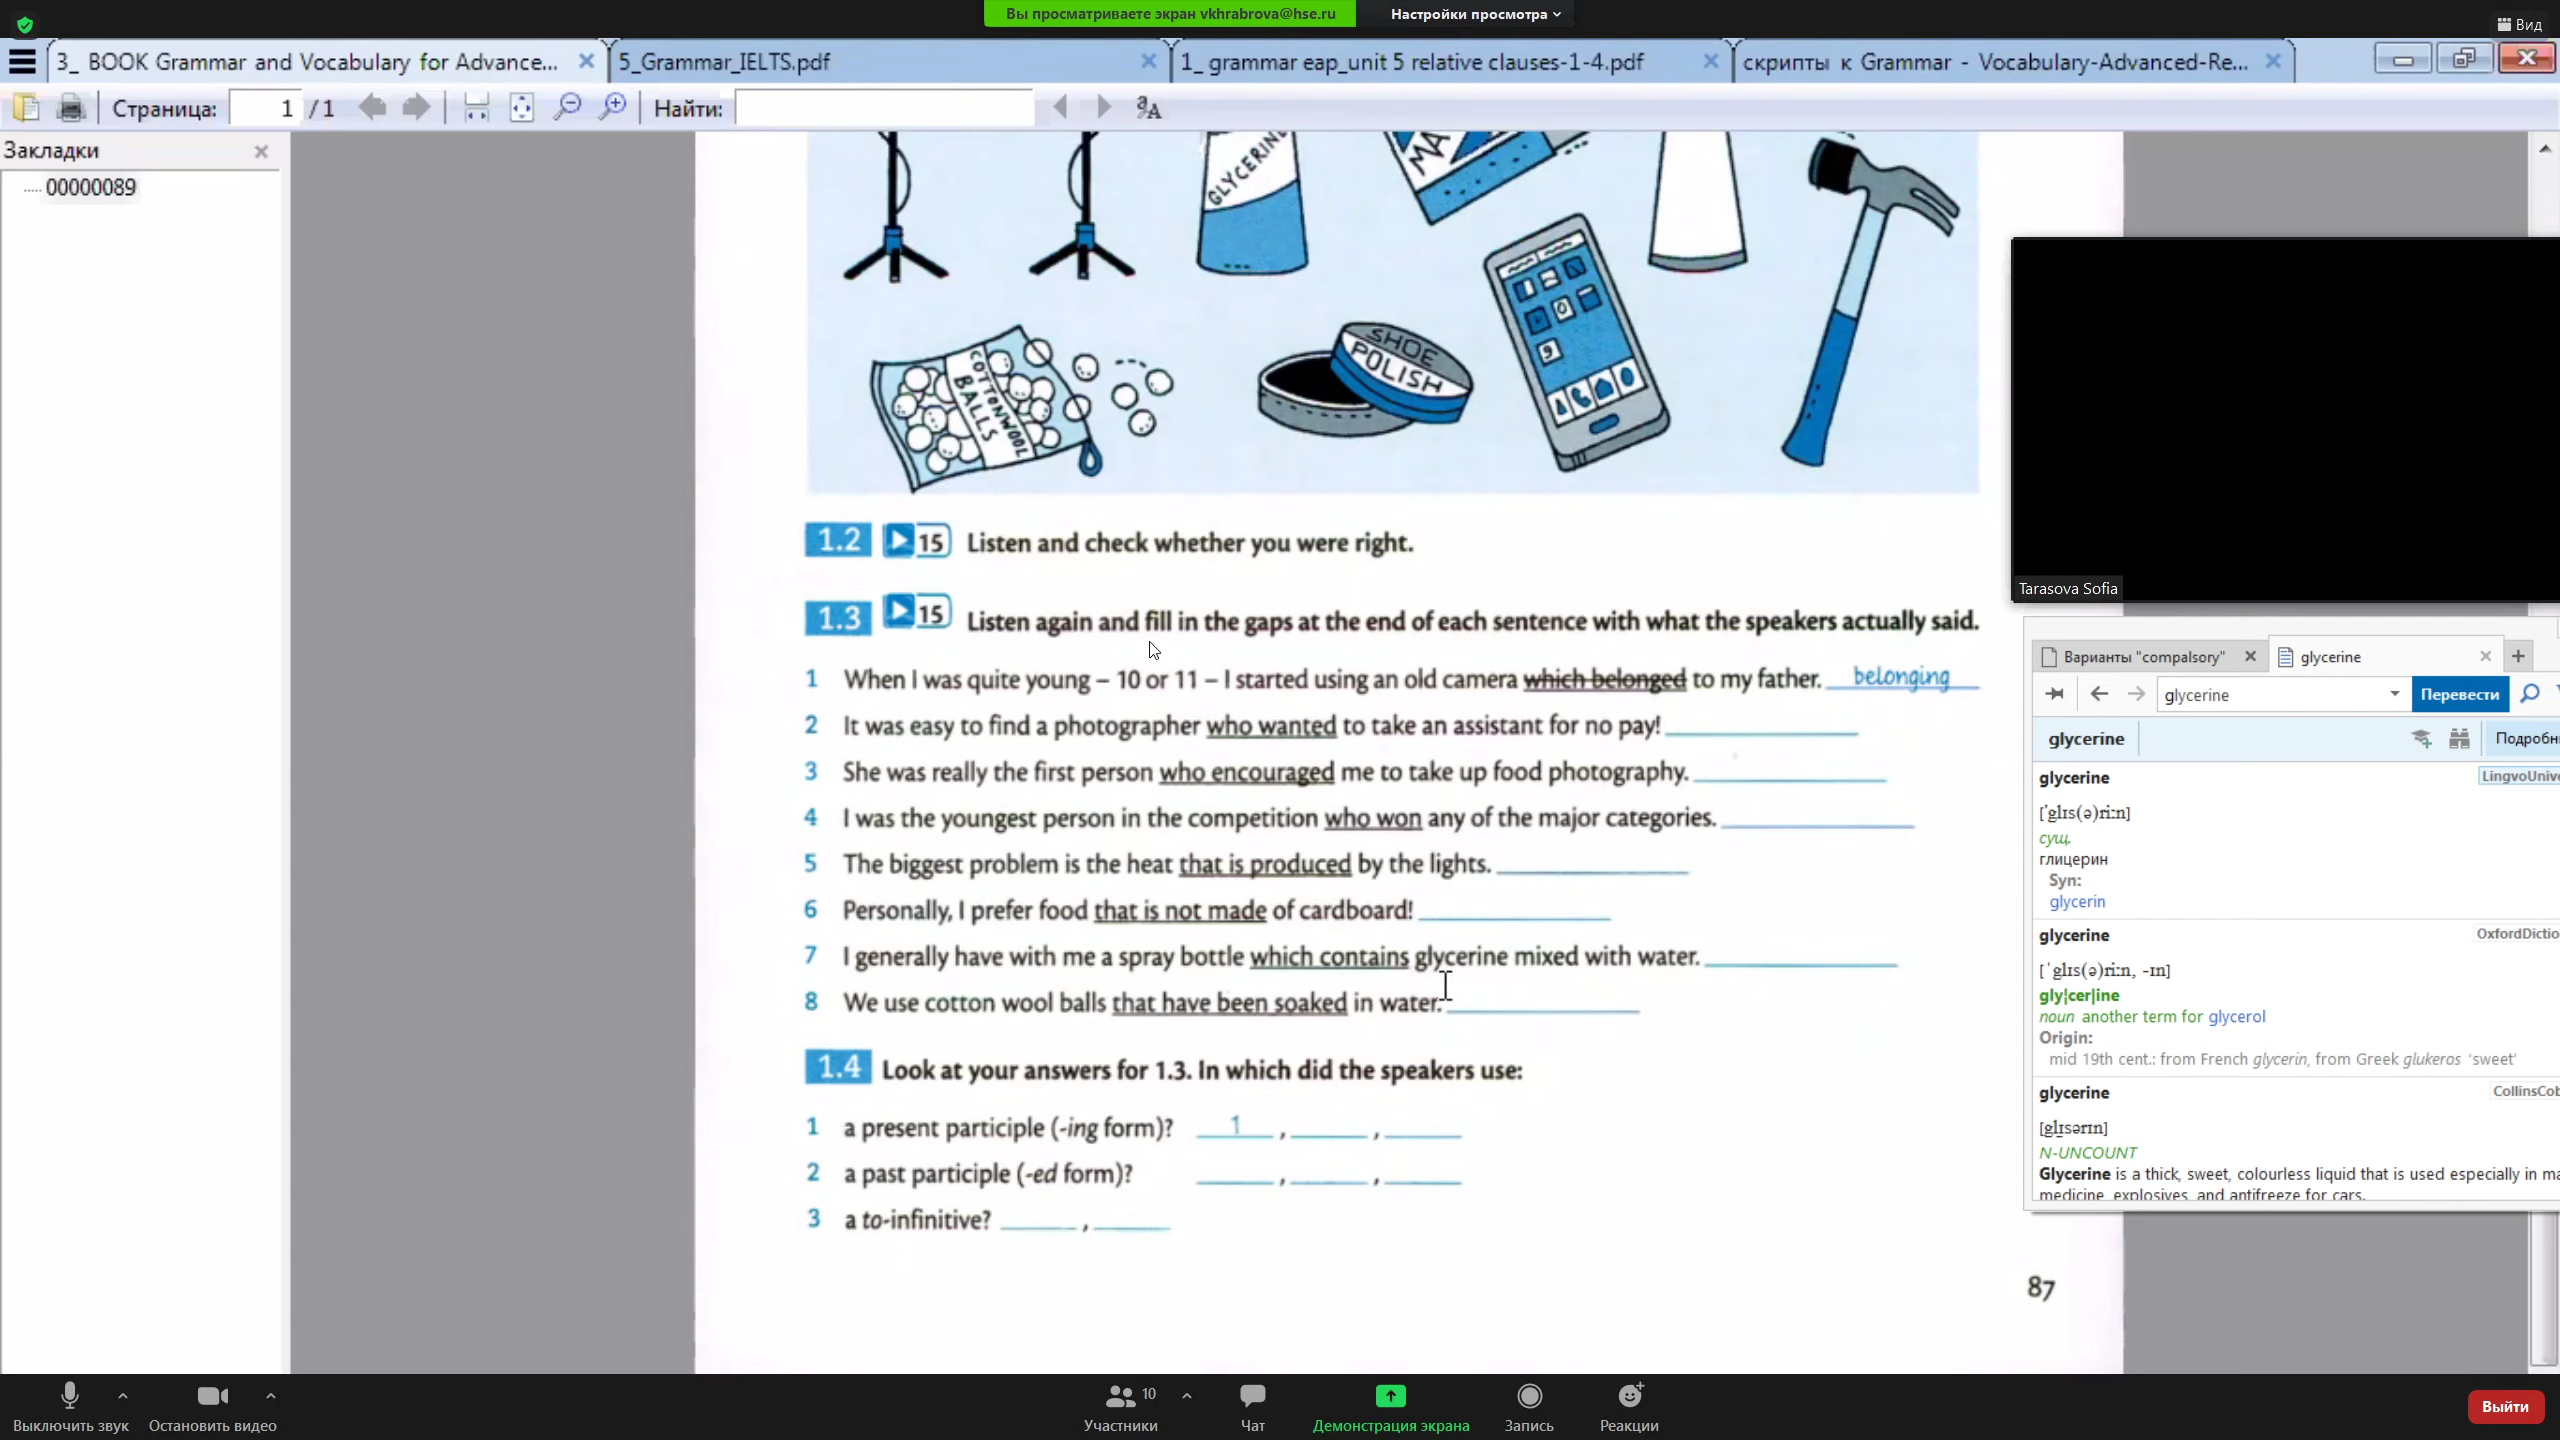 Вы просматриваете экран vkhrabrova@hse.ru
Настройки просмотра
Вид
3_ BOOK Grammar and Vocabulary for Advance...
5_Grammar_IELTS.pdf
1_ grammar eap_unit 5 relative clauses-1-4.pdf
скрипты к Grammar - Vocabulary-Advanced-Re...
Страница: 1 / 1
Найти:
Закладки
00000089
GLYCERINE
MA
COTTONWOOL
BALLS
SHOE
POLISH
9
1.2 15 Listen and check whether you were right.
1.3 15 Listen again and fill in the gaps at the end of each sentence with what the speakers actually said.
1 When I was quite young – 10 or 11 – I started using an old camera which belonged to my father. belonging
2 It was easy to find a photographer who wanted to take an assistant for no pay!
3 She was really the first person who encouraged me to take up food photography.
4 I was the youngest person in the competition who won any of the major categories.
5 The biggest problem is the heat that is produced by the lights.
6 Personally, I prefer food that is not made of cardboard!
7 I generally have with me a spray bottle which contains glycerine mixed with water.
8 We use cotton wool balls that have been soaked in water.
1.4 Look at your answers for 1.3. In which did the speakers use:
1 a present participle (-ing form)? 1 , ,
2 a past participle (-ed form)? , ,
3 a to-infinitive? ,
87
Tarasova Sofia
Варианты "compalsory"
glycerine
glycerine
Перевести
glycerine
Подробн
glycerine
LingvoUnive
[ˈglɪs(ə)riːn]
сущ.
глицерин
Syn:
glycerin
glycerine
OxfordDictio
[ˈglɪs(ə)riːn, -ɪn]
gly¦cer|ine
noun another term for glycerol
Origin:
mid 19th cent.: from French glycerin, from Greek glukeros ‘sweet’
glycerine
CollinsCob
[glɪsərɪn]
N-UNCOUNT
Glycerine is a thick, sweet, colourless liquid that is used especially in ma
medicine, explosives, and antifreeze for cars.
Выключить звук
Остановить видео
10
Участники
Чат
Демонстрация экрана
Запись
Реакции
Выйти